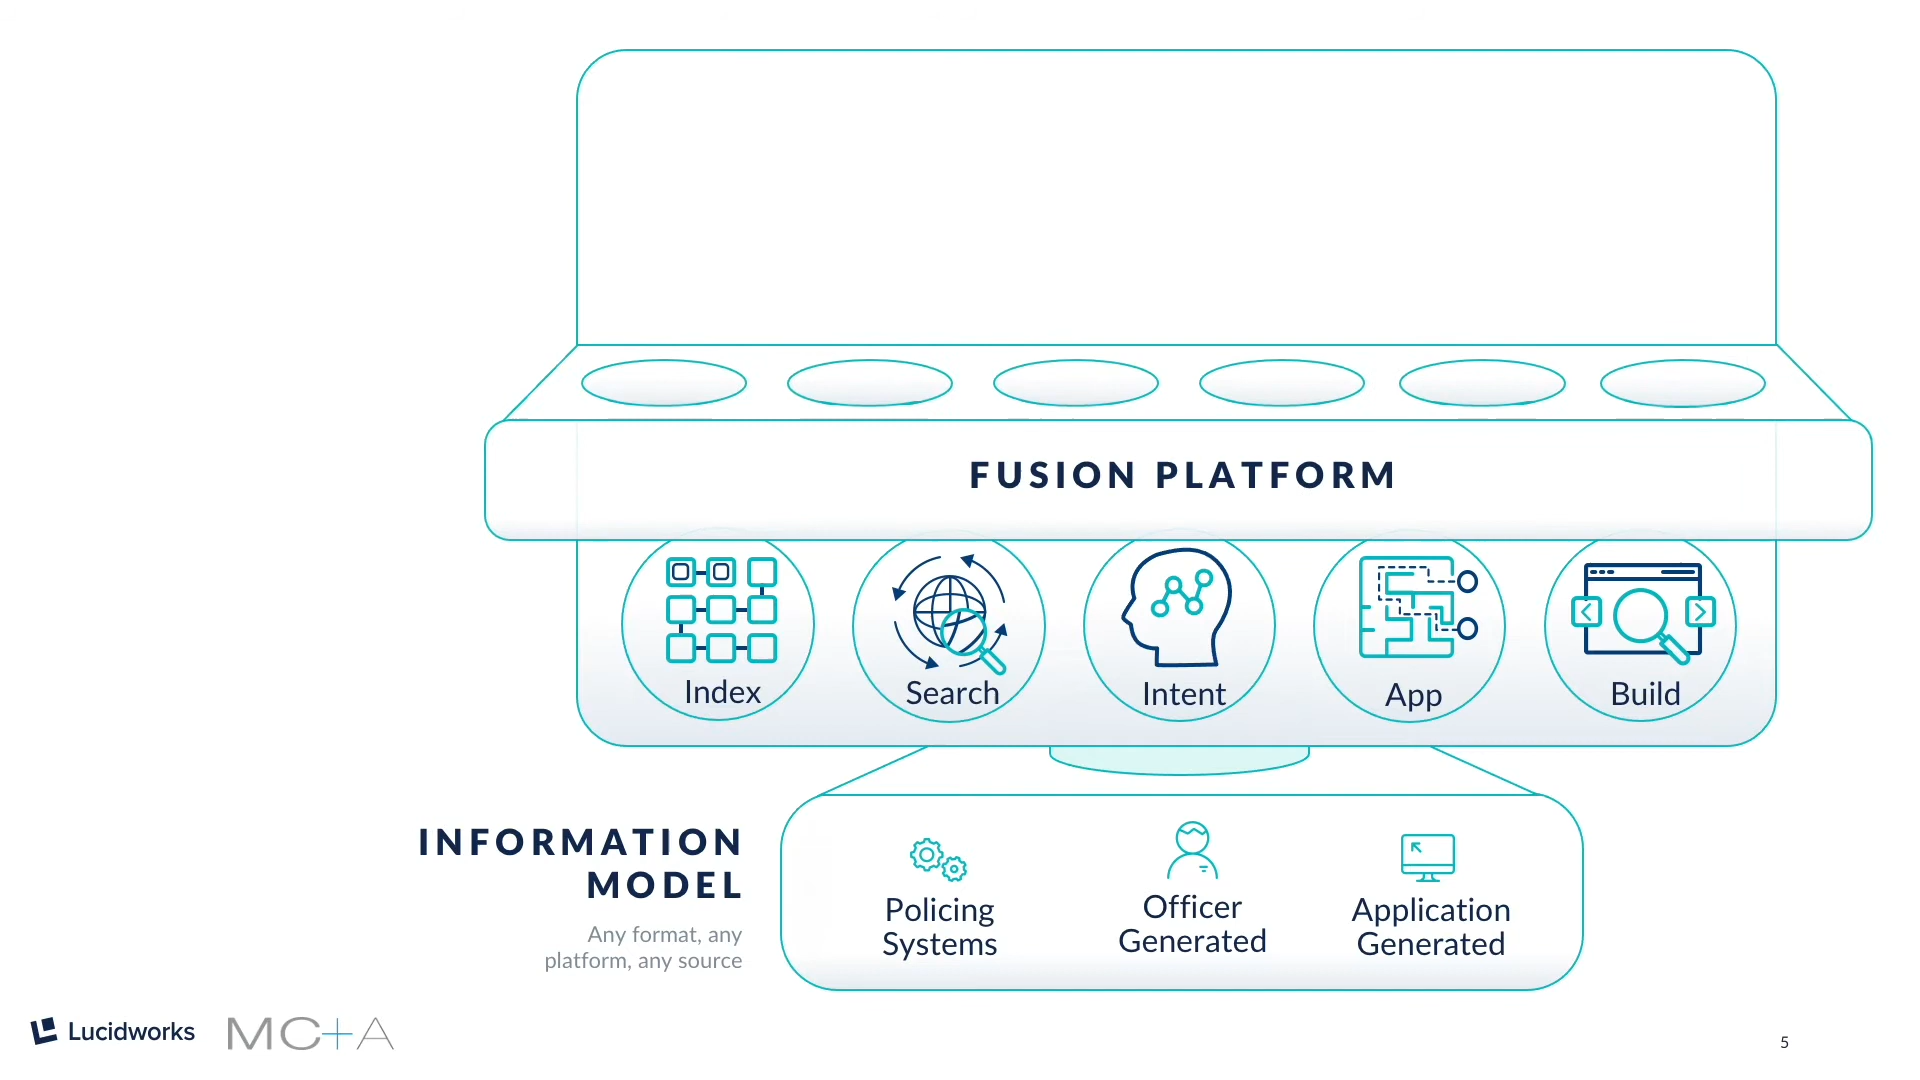 FUSION PLATFORM
Index
Search
Intent
App
Build
INFORMATION
MODEL
Any format, any
platform, any source
Policing
Systems
Officer
Generated
Application
Generated
Lucidworks
MC+A
5